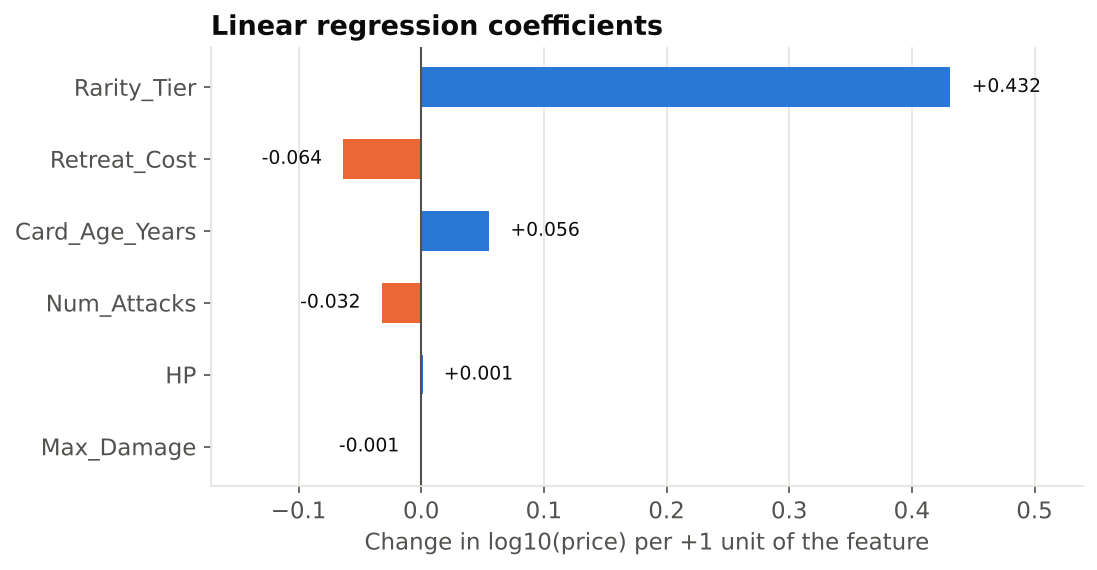 Linear regression coefficients
Rarity_Tier
+0.432
Retreat_Cost
-0.064
Card_Age_Years
+0.056
Num_Attacks
-0.032
HP
+0.001
Max_Damage
-0.001
−0.1 0.0 0.1 0.2 0.3 0.4 0.5
Change in log10(price) per +1 unit of the feature